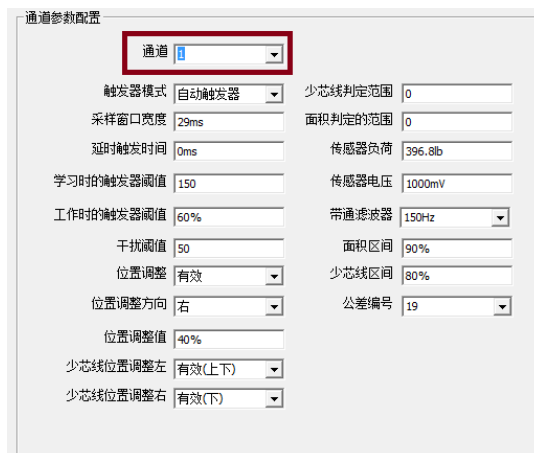 通道参数配置
通道 1
触发器模式 自动触发器
采样窗口宽度 29ms
延时触发时间 0ms
学习时的触发器阈值 150
工作时的触发器阈值 60%
干扰阈值 50
位置调整 有效
位置调整方向 右
位置调整值 40%
少芯线位置调整左 有效(上下)
少芯线位置调整右 有效(下)
少芯线判定范围 0
面积判定的范围 0
传感器负荷 396.8lb
传感器电压 1000mV
带通滤波器 150Hz
面积区间 90%
少芯线区间 80%
公差编号 19